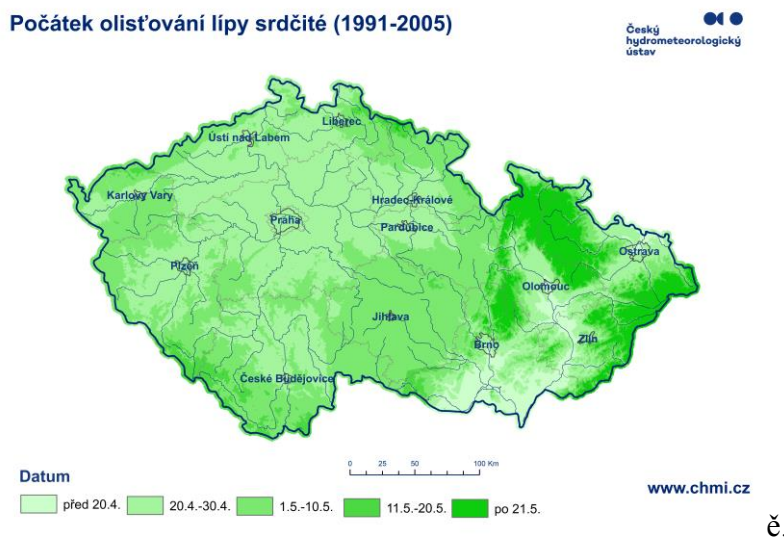 Počátek olisťování lípy srdčité (1991-2005)
Český
hydrometeorologický
ústav
Liberec
Ústí nad Labem
Karlovy Vary
Hradec Králové
Praha
Pardubice
Plzeň
Ostrava
Olomouc
Jihlava
Brno
Zlín
České Budějovice
Datum
0 25 50 100 Km
www.chmi.cz
před 20.4. 20.4.-30.4. 1.5.-10.5. 11.5.-20.5. po 21.5.
ě.